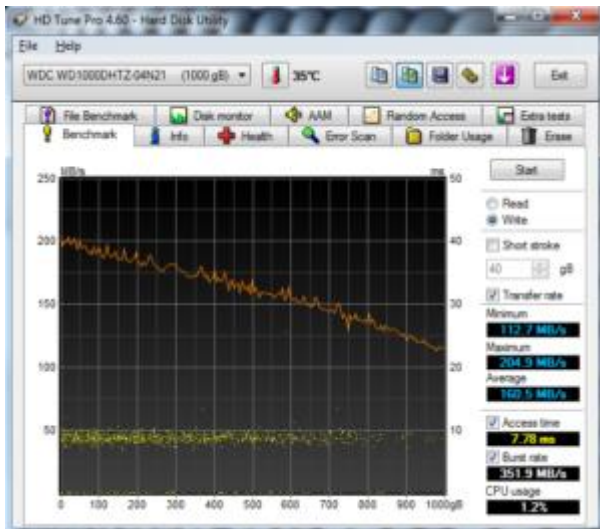 HD Tune Pro 4.60 - Hard Disk Utility
File Help
WDC WD1000DHTZ-04N21 (1000 gB) 35°C Exit
File Benchmark Disk monitor AAM Random Access Extra tests
Benchmark Info Health Error Scan Folder Usage Erase
Start
MB/s ms
250 50
Read
Write
200 40
Short stroke
40 gB
Transfer rate
150 30
Minimum
112.7 MB/s
Maximum
204.9 MB/s
100 20
Average
160.5 MB/s
50 10
Access time
7.78 ms
Burst rate
351.9 MB/s
CPU usage
1.2%
0 100 200 300 400 500 600 700 800 900 1000gB